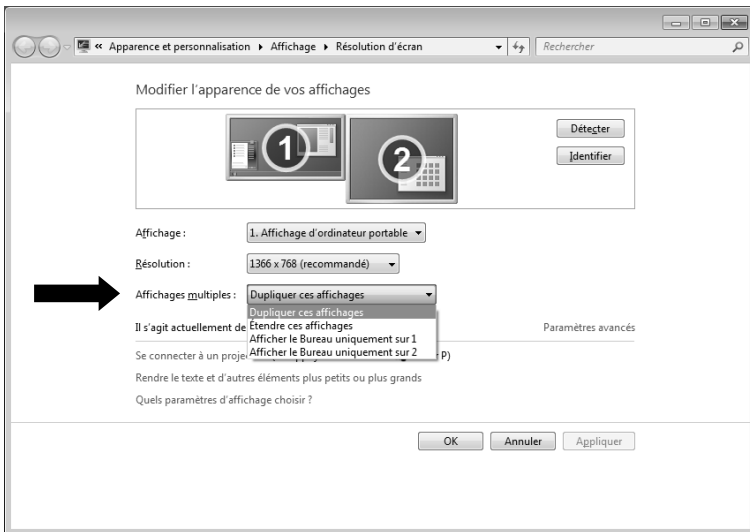 « Apparence et personnalisation ▸ Affichage ▸ Résolution d'écran
Rechercher
Modifier l'apparence de vos affichages
1
2
Détecter
Identifier
Affichage :
1. Affichage d'ordinateur portable
Résolution :
1366 x 768 (recommandé)
Affichages multiples :
Dupliquer ces affichages
Dupliquer ces affichages
Étendre ces affichages
Afficher le Bureau uniquement sur 1
Afficher le Bureau uniquement sur 2
Il s'agit actuellement de
Paramètres avancés
Se connecter à un proje
r P)
Rendre le texte et d'autres éléments plus petits ou plus grands
Quels paramètres d'affichage choisir ?
OK
Annuler
Appliquer